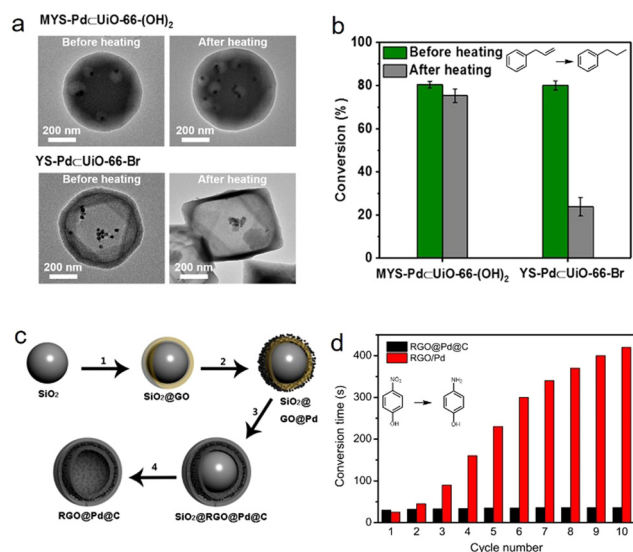 a
MYS-Pd⊂UiO-66-(OH)₂
Before heating
After heating
200 nm
200 nm
YS-Pd⊂UiO-66-Br
Before heating
After heating
200 nm
200 nm
b
Conversion (%)
100
80
60
40
20
0
Before heating
After heating
MYS-Pd⊂UiO-66-(OH)₂
YS-Pd⊂UiO-66-Br
c
SiO₂
1
SiO₂@GO
2
SiO₂@
GO@Pd
3
SiO₂@RGO@Pd@C
4
RGO@Pd@C
d
Conversion time (s)
400
300
200
100
0
RGO@Pd@C
RGO/Pd
NO₂
OH
NH₂
OH
1 2 3 4 5 6 7 8 9 10
Cycle number